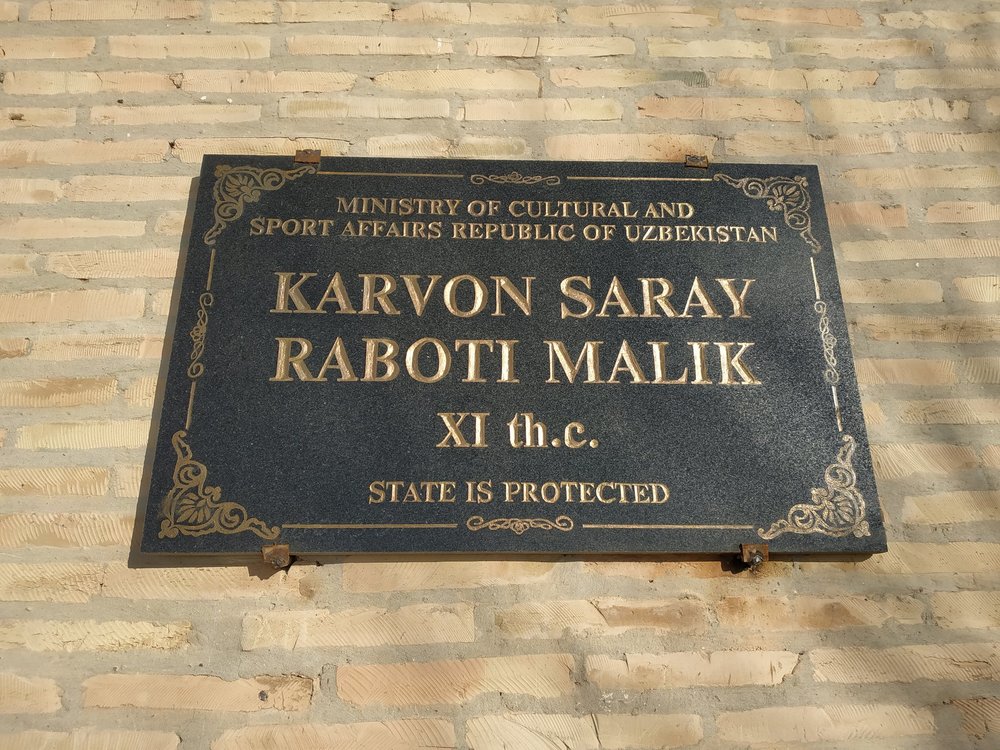 MINISTRY OF CULTURAL AND
SPORT AFFAIRS REPUBLIC OF UZBEKISTAN
KARVON SARAY
RABOTI MALIK
XI th.c.
STATE IS PROTECTED